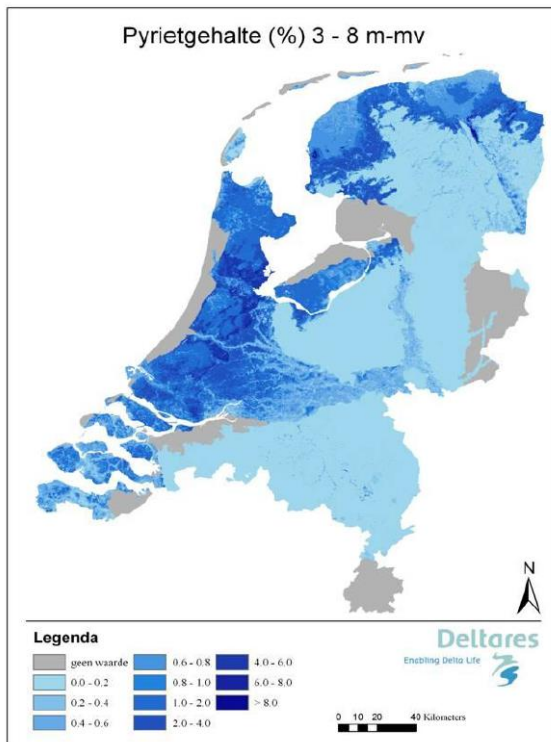 Pyrietgehalte (%) 3 - 8 m-mv
N
Legenda
geen waarde
0.0 - 0.2
0.2 - 0.4
0.4 - 0.6
0.6 - 0.8
0.8 - 1.0
1.0 - 2.0
2.0 - 4.0
4.0 - 6.0
6.0 - 8.0
> 8.0
Deltares
Enabling Delta Life
0 10 20 40 Kilometers